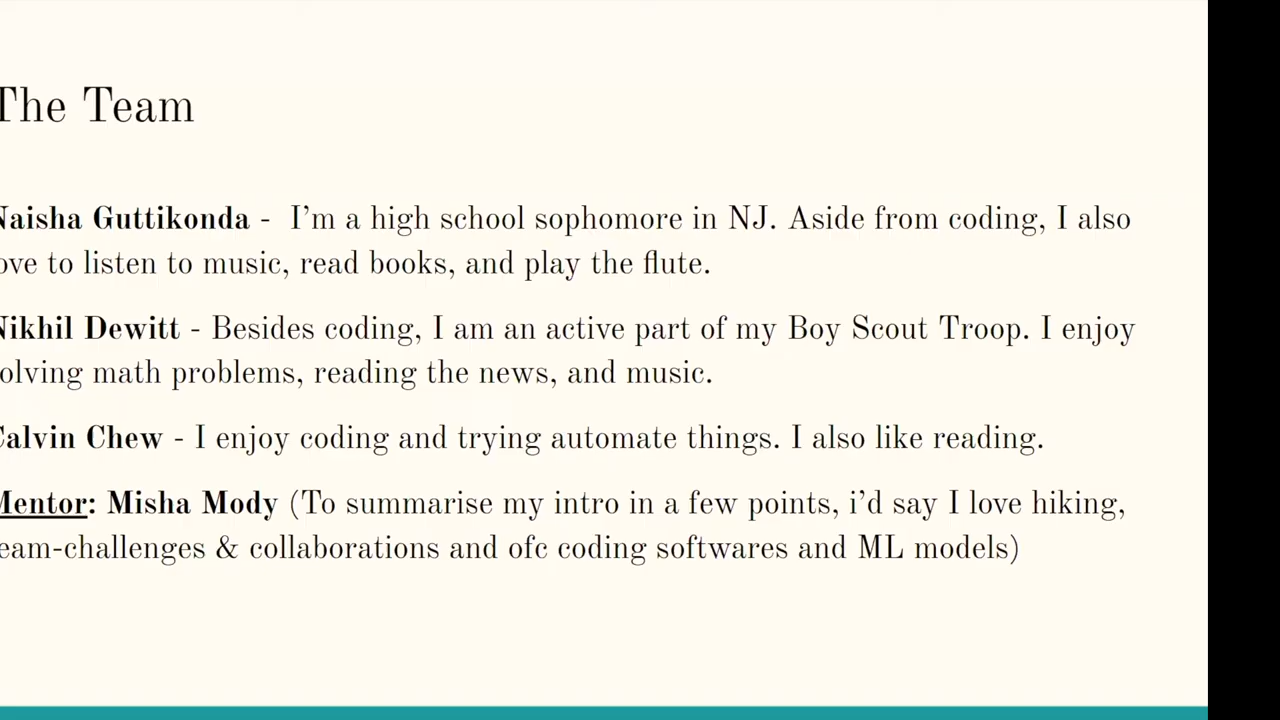 The Team
Naisha Guttikonda -  I'm a high school sophomore in NJ. Aside from coding, I also
ove to listen to music, read books, and play the flute.
Nikhil Dewitt - Besides coding, I am an active part of my Boy Scout Troop. I enjoy
olving math problems, reading the news, and music.
Calvin Chew - I enjoy coding and trying automate things. I also like reading.
Mentor: Misha Mody (To summarise my intro in a few points, i'd say I love hiking,
eam-challenges & collaborations and ofc coding softwares and ML models)